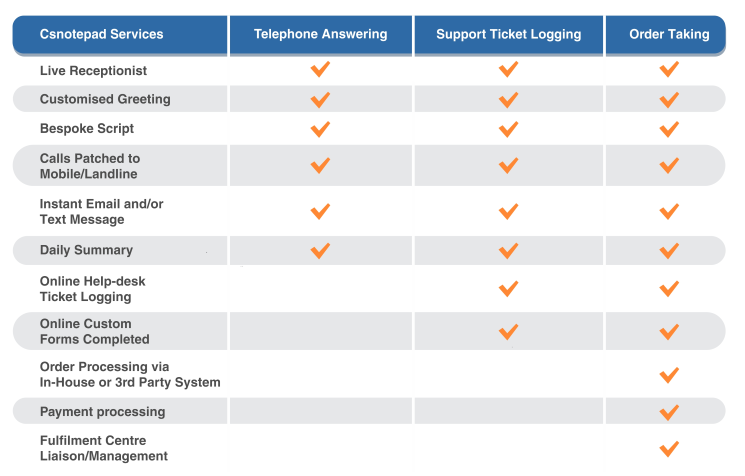 Csnotepad Services Telephone Answering Support Ticket Logging Order Taking
Live Receptionist
Customised Greeting
Bespoke Script
Calls Patched to
Mobile/Landline
Instant Email and/or
Text Message
Daily Summary
Online Help-desk
Ticket Logging
Online Custom
Forms Completed
Order Processing via
In-House or 3rd Party System
Payment processing
Fulfilment Centre
Liaison/Management